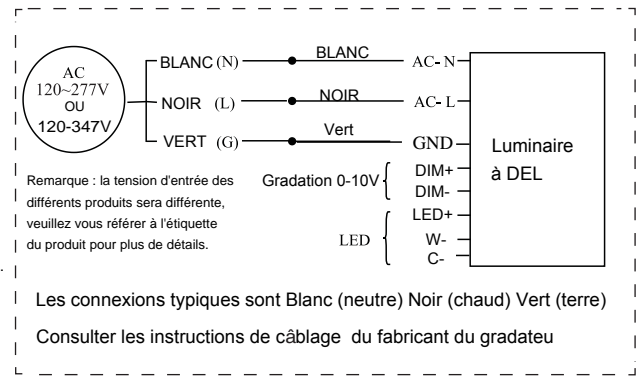 AC
120~277V
OU
120-347V
BLANC (N)
BLANC
AC- N
NOIR (L)
NOIR
AC- L
VERT (G)
Vert
GND
Gradation 0-10V
DIM+
DIM-
LED
LED+
W-
C-
Luminaire
à DEL
Remarque : la tension d'entrée des
différents produits sera différente,
veuillez vous référer à l'étiquette
du produit pour plus de détails.
Les connexions typiques sont Blanc (neutre) Noir (chaud) Vert (terre)
Consulter les instructions de câblage du fabricant du gradateu